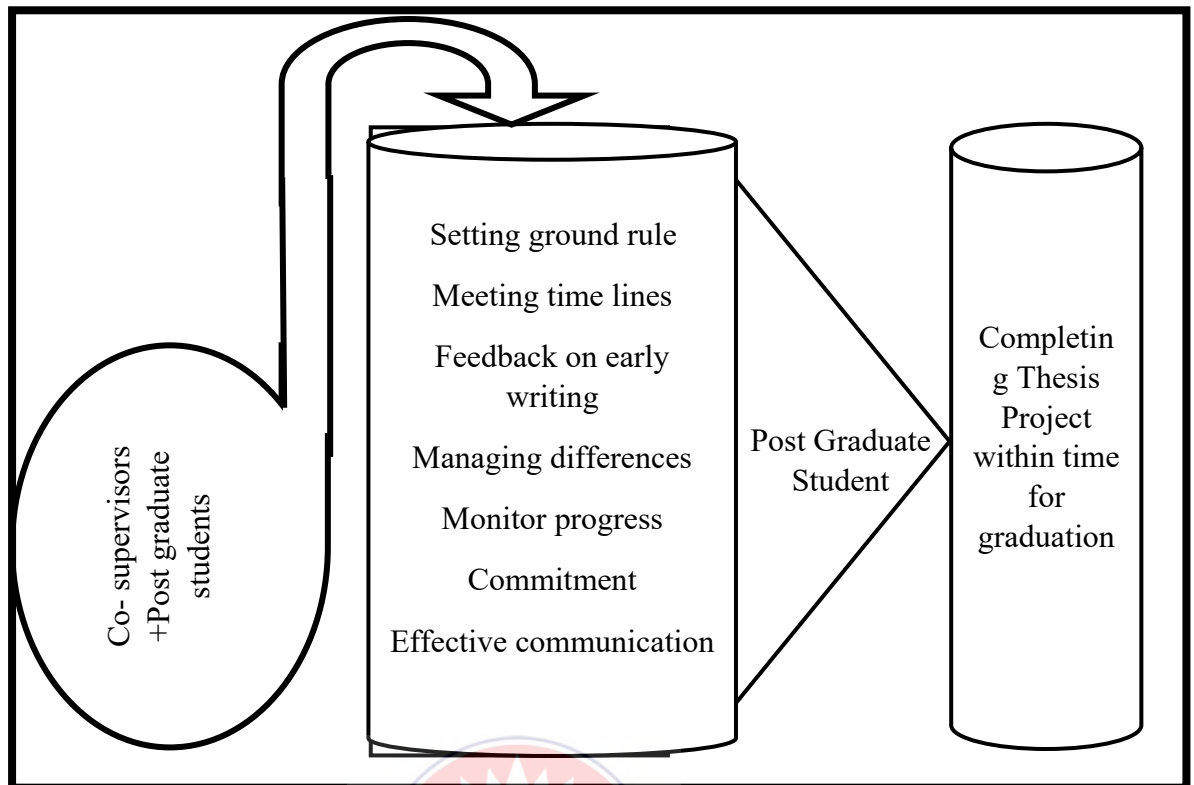 Co- supervisors
+Post graduate
students
Setting ground rule
Meeting time lines
Feedback on early
writing
Managing differences
Monitor progress
Commitment
Effective communication
Post Graduate
Student
Completin
g Thesis
Project
within time
for
graduation